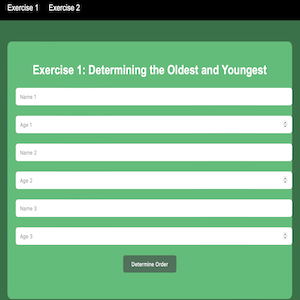 Exercise 1 Exercise 2
Exercise 1: Determining the Oldest and Youngest
Name 1
Age 1
Name 2
Age 2
Name 3
Age 3
Determine Order